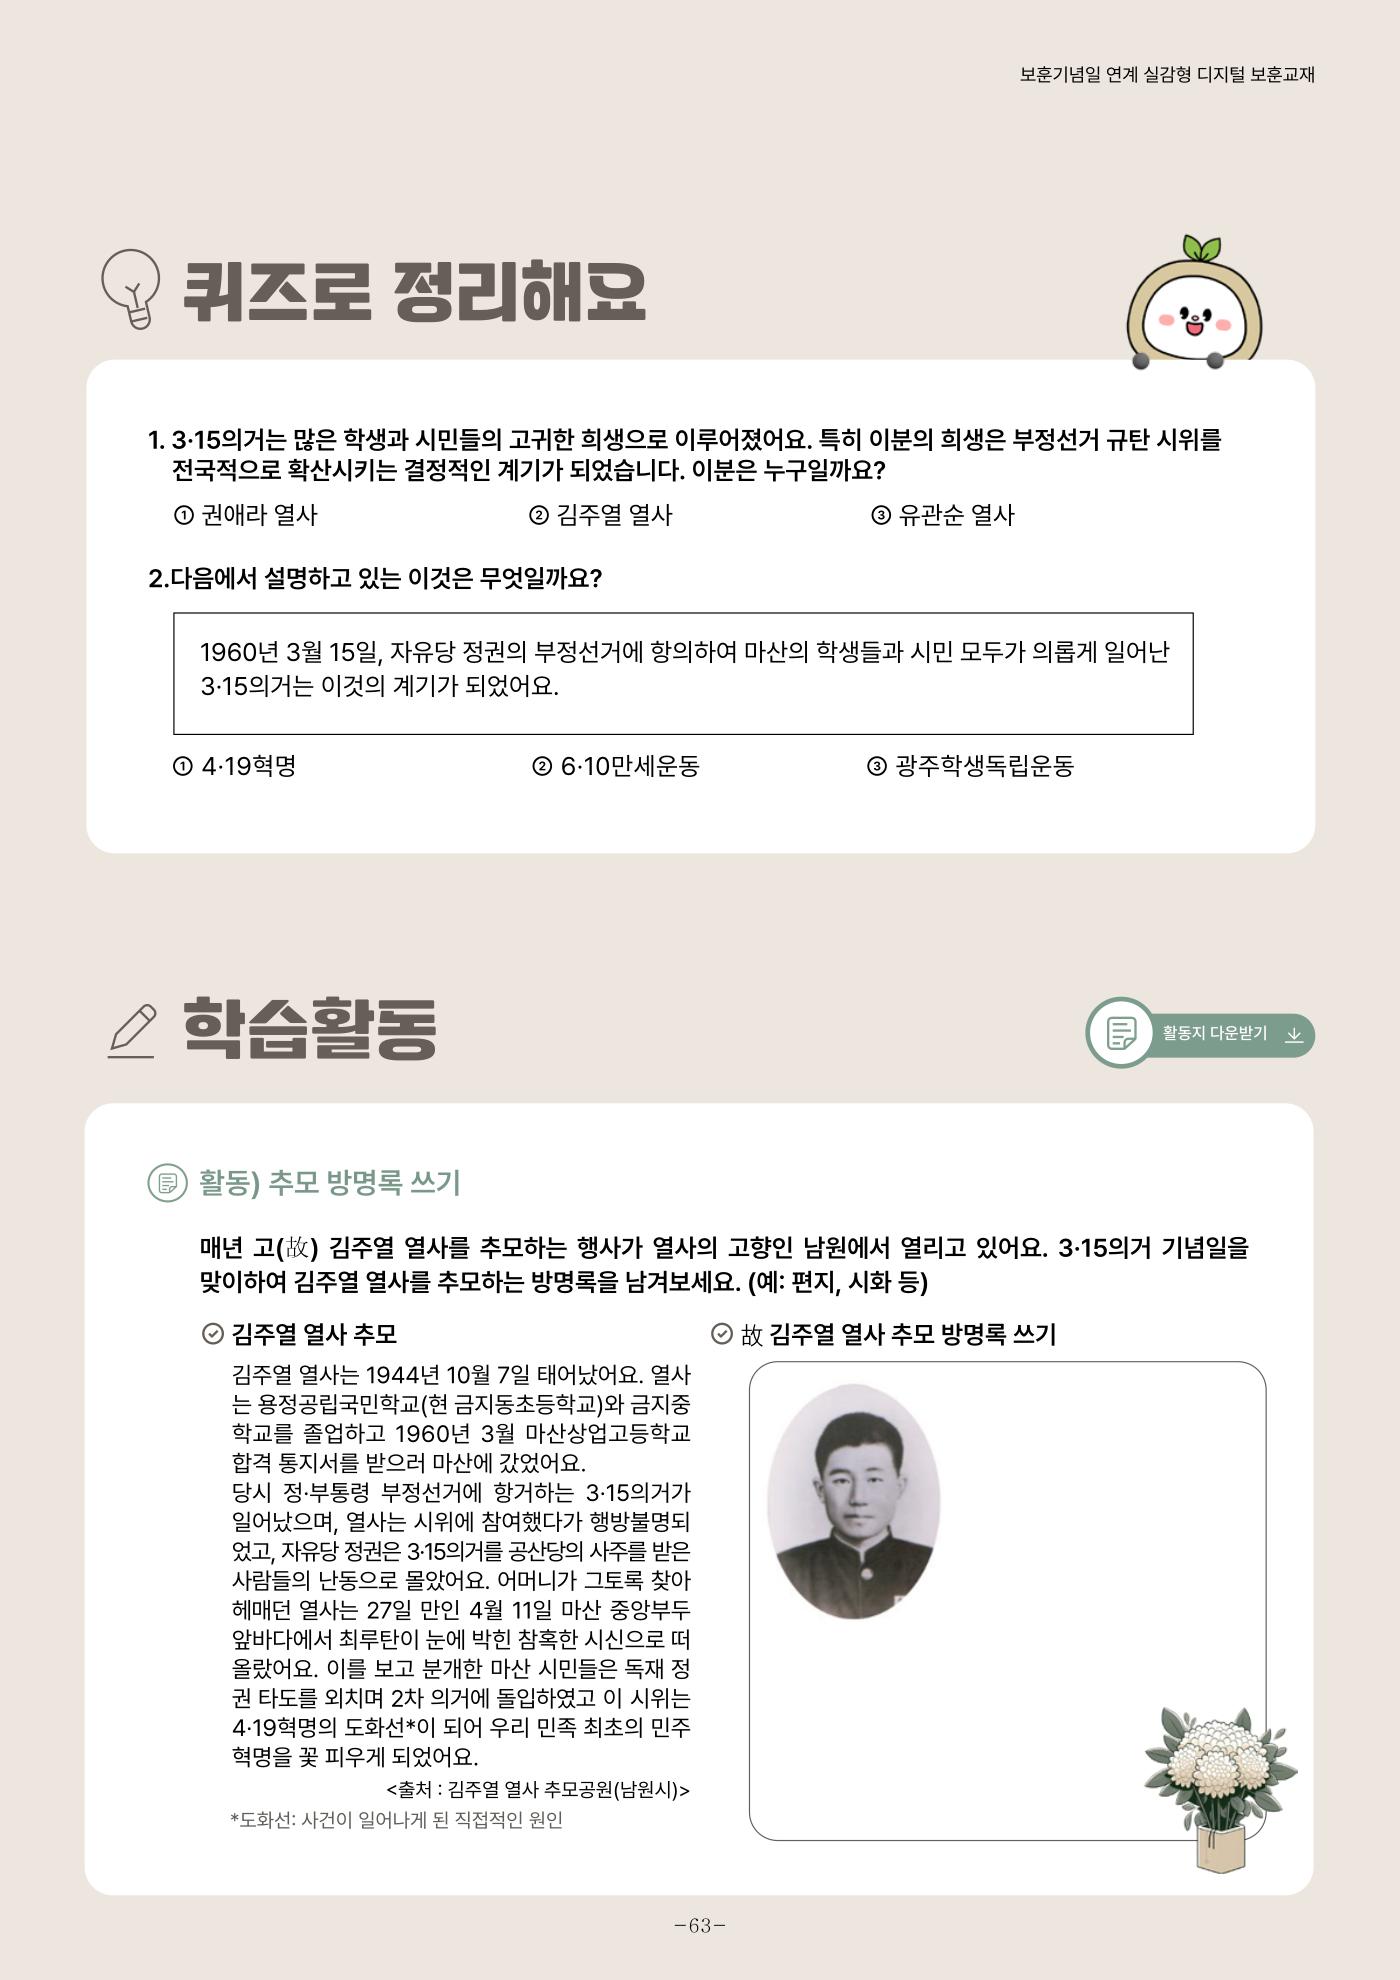 보훈기념일 연계 실감형 디지털 보훈교재
퀴즈로 정리해요
1. 3·15의거는 많은 학생과 시민들의 고귀한 희생으로 이루어졌어요. 특히 이분의 희생은 부정선거 규탄 시위를
전국적으로 확산시키는 결정적인 계기가 되었습니다. 이분은 누구일까요?
① 권애라 열사 ② 김주열 열사 ③ 유관순 열사
2.다음에서 설명하고 있는 이것은 무엇일까요?
1960년 3월 15일, 자유당 정권의 부정선거에 항의하여 마산의 학생들과 시민 모두가 의롭게 일어난
3·15의거는 이것의 계기가 되었어요.
① 4·19혁명 ② 6·10만세운동 ③ 광주학생독립운동
학습활동
활동지 다운받기
활동) 추모 방명록 쓰기
매년 고(故) 김주열 열사를 추모하는 행사가 열사의 고향인 남원에서 열리고 있어요. 3·15의거 기념일을
맞이하여 김주열 열사를 추모하는 방명록을 남겨보세요. (예: 편지, 시화 등)
김주열 열사 추모
김주열 열사는 1944년 10월 7일 태어났어요. 열사
는 용정공립국민학교(현 금지동초등학교)와 금지중
학교를 졸업하고 1960년 3월 마산상업고등학교
합격 통지서를 받으러 마산에 갔었어요.
당시 정·부통령 부정선거에 항거하는 3·15의거가
일어났으며, 열사는 시위에 참여했다가 행방불명되
었고, 자유당 정권은 3·15의거를 공산당의 사주를 받은
사람들의 난동으로 몰았어요. 어머니가 그토록 찾아
헤매던 열사는 27일 만인 4월 11일 마산 중앙부두
앞바다에서 최루탄이 눈에 박힌 참혹한 시신으로 떠
올랐어요. 이를 보고 분개한 마산 시민들은 독재 정
권 타도를 외치며 2차 의거에 돌입하였고 이 시위는
4·19혁명의 도화선*이 되어 우리 민족 최초의 민주
혁명을 꽃 피우게 되었어요.
<출처 : 김주열 열사 추모공원(남원시)>
*도화선: 사건이 일어나게 된 직접적인 원인
故 김주열 열사 추모 방명록 쓰기
-63-